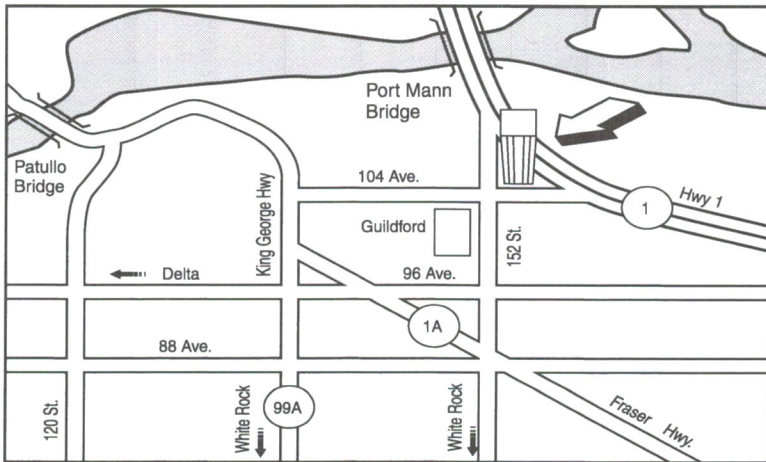 Port Mann
Bridge
Patullo
Bridge
104 Ave.
King George Hwy
Hwy 1
1
Guildford
152 St.
Delta
96 Ave.
1A
88 Ave.
120 St.
White Rock
99A
White Rock
Fraser Hwy.